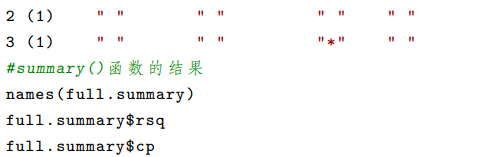 2 (1)    " "      " "        " "    " "
3 (1)    " "      " "        "*"    " "
#summary()函数的结果
names(full.summary)
full.summary$rsq
full.summary$cp